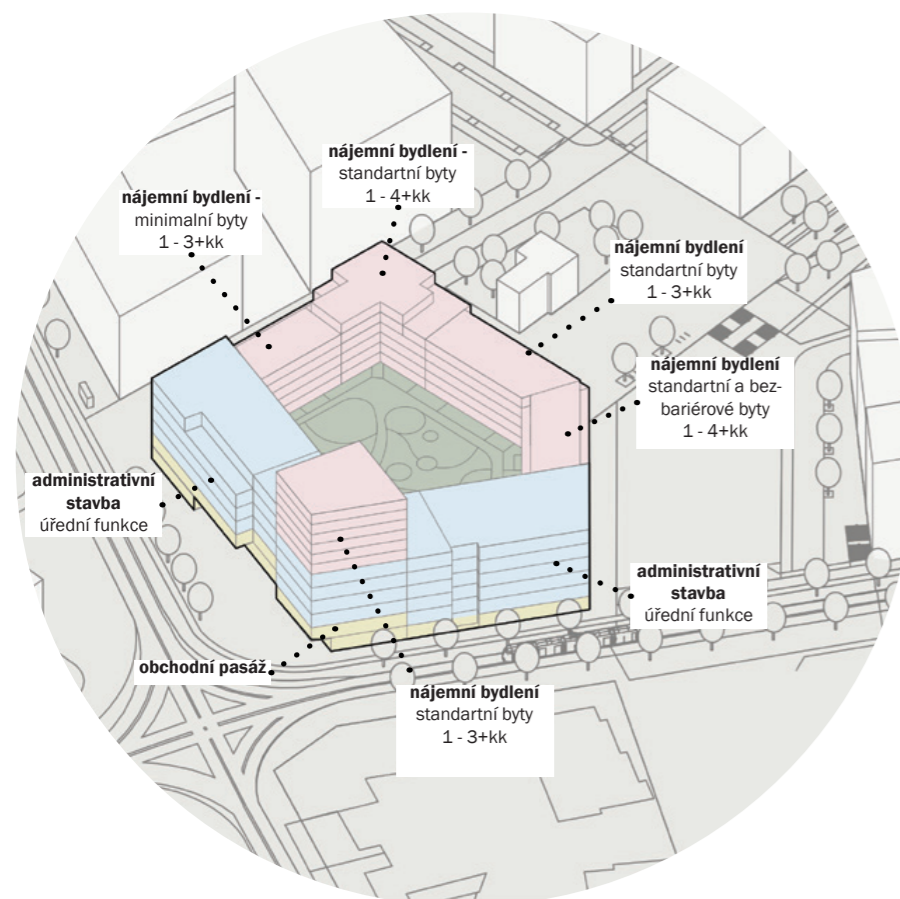 nájemní bydlení -
standartní byty
1 - 4+kk
nájemní bydlení -
minimalní byty
1 - 3+kk
nájemní bydlení
standartní byty
1 - 3+kk
nájemní bydlení
standartní a bez-
bariérové byty
1 - 4+kk
administrativní
stavba
úřední funkce
administrativní
stavba
úřední funkce
obchodní pasáž
nájemní bydlení
standartní byty
1 - 3+kk